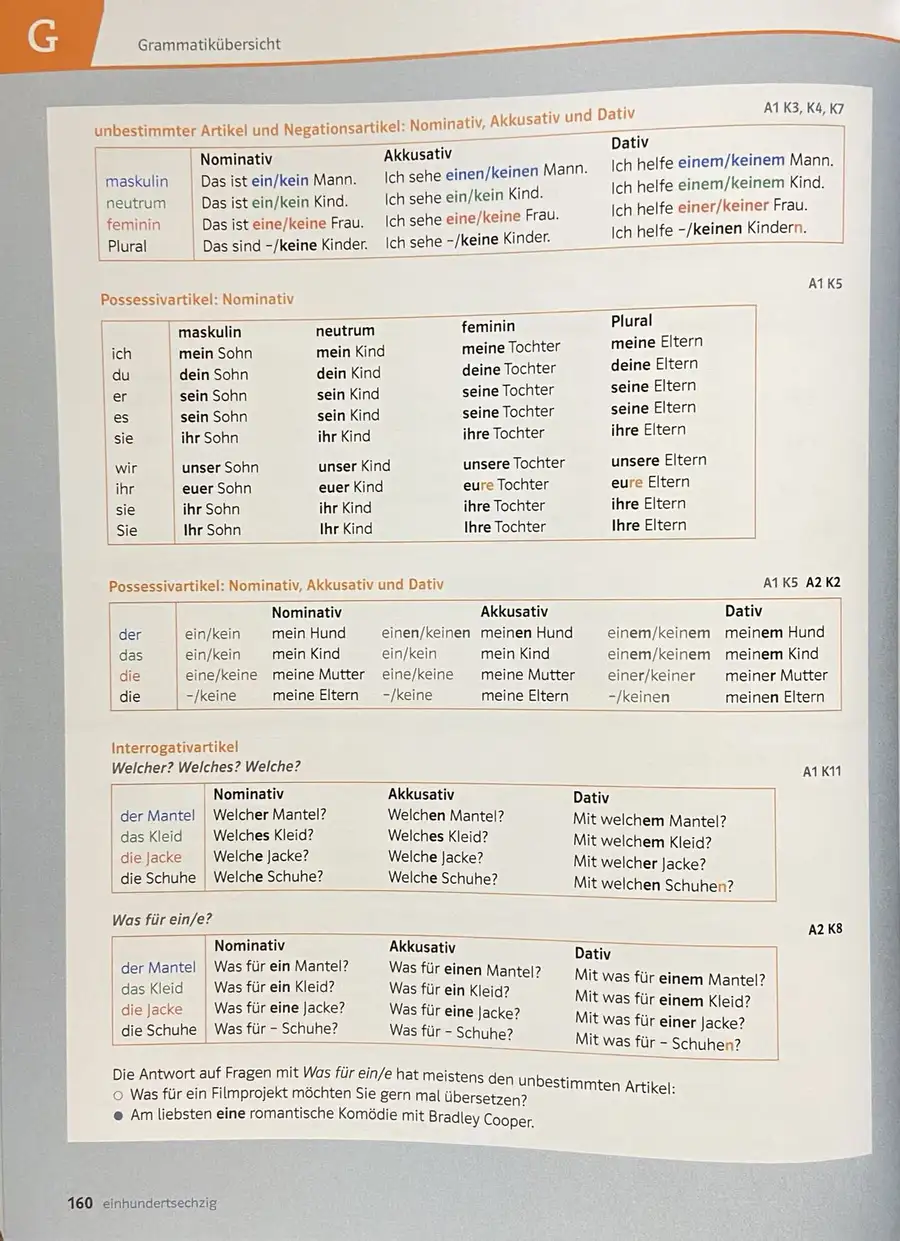 G
Grammatikübersicht
unbestimmter Artikel und Negationsartikel: Nominativ, Akkusativ und Dativ A1 K3, K4, K7
Nominativ Akkusativ Dativ
maskulin Das ist ein/kein Mann. Ich sehe einen/keinen Mann. Ich helfe einem/keinem Mann.
neutrum Das ist ein/kein Kind. Ich sehe ein/kein Kind. Ich helfe einem/keinem Kind.
feminin Das ist eine/keine Frau. Ich sehe eine/keine Frau. Ich helfe einer/keiner Frau.
Plural Das sind –/keine Kinder. Ich sehe –/keine Kinder. Ich helfe –/keinen Kindern.
Possessivartikel: Nominativ A1 K5
maskulin neutrum feminin Plural
ich mein Sohn mein Kind meine Tochter meine Eltern
du dein Sohn dein Kind deine Tochter deine Eltern
er sein Sohn sein Kind seine Tochter seine Eltern
es sein Sohn sein Kind seine Tochter seine Eltern
sie ihr Sohn ihr Kind ihre Tochter ihre Eltern
wir unser Sohn unser Kind unsere Tochter unsere Eltern
ihr euer Sohn euer Kind eure Tochter eure Eltern
sie ihr Sohn ihr Kind ihre Tochter ihre Eltern
Sie Ihr Sohn Ihr Kind Ihre Tochter Ihre Eltern
Possessivartikel: Nominativ, Akkusativ und Dativ A1 K5 A2 K2
Nominativ Akkusativ Dativ
der ein/kein mein Hund einen/keinen meinen Hund einem/keinem meinem Hund
das ein/kein mein Kind ein/kein mein Kind einem/keinem meinem Kind
die eine/keine meine Mutter eine/keine meine Mutter einer/keiner meiner Mutter
die –/keine meine Eltern –/keine meine Eltern –/keinen meinen Eltern
Interrogativartikel
Welcher? Welches? Welche? A1 K11
Nominativ Akkusativ Dativ
der Mantel Welcher Mantel? Welchen Mantel? Mit welchem Mantel?
das Kleid Welches Kleid? Welches Kleid? Mit welchem Kleid?
die Jacke Welche Jacke? Welche Jacke? Mit welcher Jacke?
die Schuhe Welche Schuhe? Welche Schuhe? Mit welchen Schuhen?
Was für ein/e? A2 K8
Nominativ Akkusativ Dativ
der Mantel Was für ein Mantel? Was für einen Mantel? Mit was für einem Mantel?
das Kleid Was für ein Kleid? Was für ein Kleid? Mit was für einem Kleid?
die Jacke Was für eine Jacke? Was für eine Jacke? Mit was für einer Jacke?
die Schuhe Was für – Schuhe? Was für – Schuhe? Mit was für – Schuhen?
Die Antwort auf Fragen mit Was für ein/e hat meistens den unbestimmten Artikel:
○ Was für ein Filmprojekt möchten Sie gern mal übersetzen?
● Am liebsten eine romantische Komödie mit Bradley Cooper.
160 einhundertsechzig